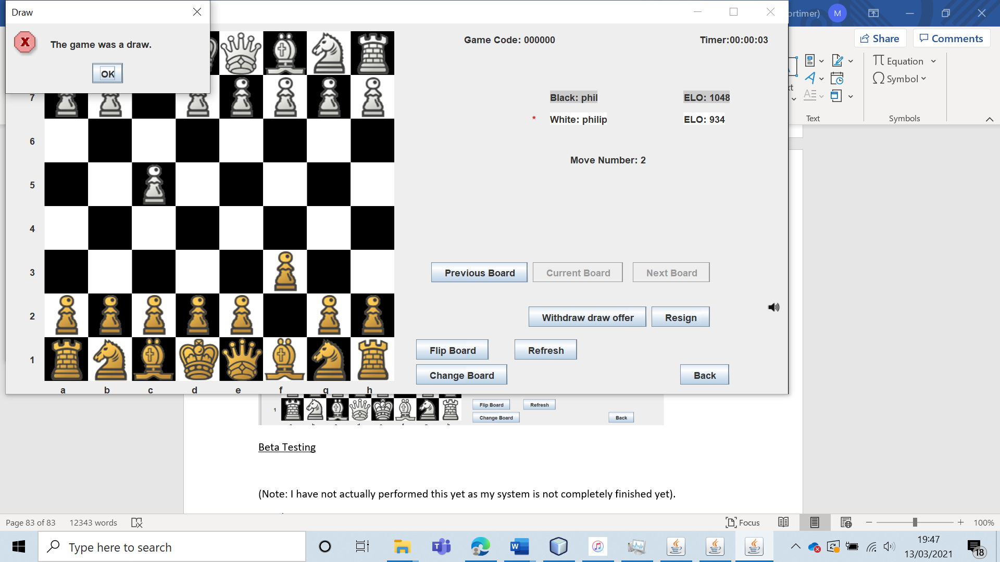 Draw
ortimer) M
The game was a draw.
OK
Game Code: 000000
Timer:00:00:03
Share
Comments
Equation
Symbol
Text
Symbols
Black: phil
ELO: 1048
* White: philip
ELO: 934
Move Number: 2
7
6
5
4
3
2
1
a b c d e f g h
Previous Board
Current Board
Next Board
Withdraw draw offer
Resign
Flip Board
Refresh
Change Board
Back
1
Flip Board
Refresh
Change Board
Back
Beta Testing
(Note: I have not actually performed this yet as my system is not completely finished yet).
Page 83 of 83
12343 words
Focus
100%
Type here to search
19:47
13/03/2021
18